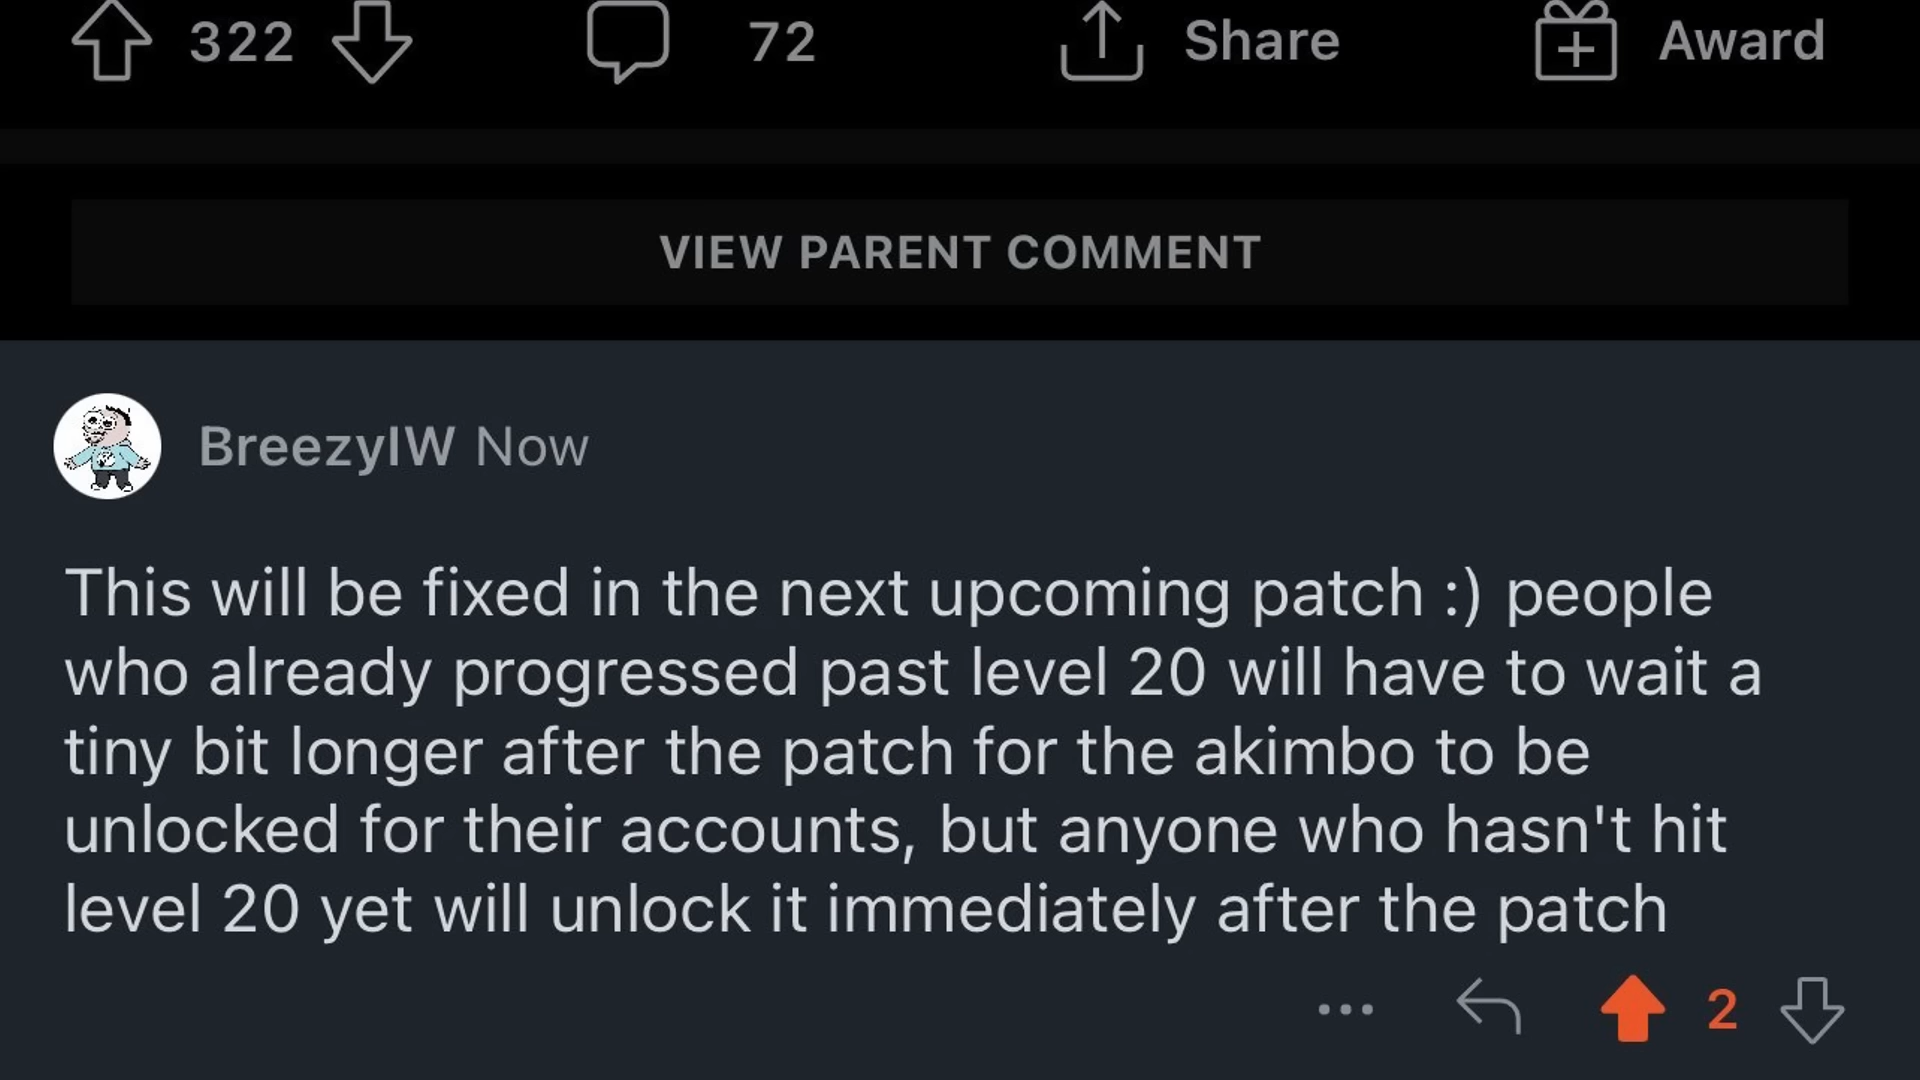 322 72 Share Award
VIEW PARENT COMMENT
BreezyIW Now
This will be fixed in the next upcoming patch :) people
who already progressed past level 20 will have to wait a
tiny bit longer after the patch for the akimbo to be
unlocked for their accounts, but anyone who hasn't hit
level 20 yet will unlock it immediately after the patch
2